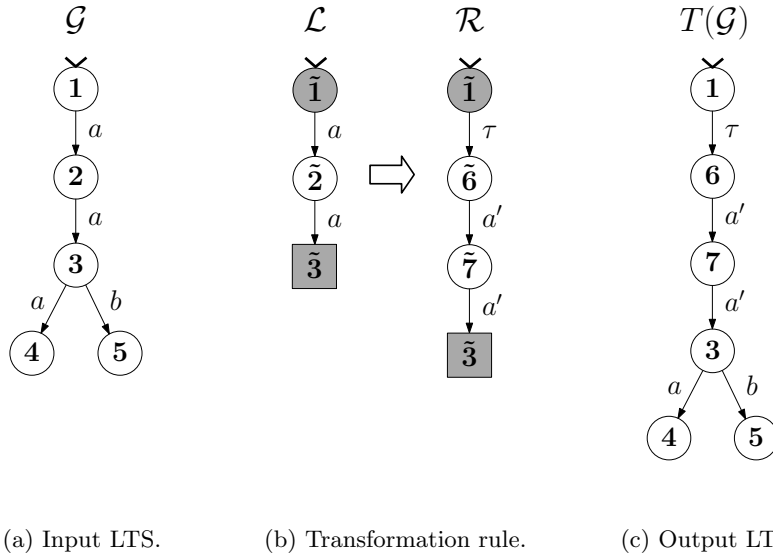 𝒢 ℒ ℛ T(𝒢)
1 1̃ 1̃ 1
a a τ τ
2 2̃ 6̃ 6
a a a′ a′
3 3̃ 7̃ 7
a b a′ a′
4 5 3̃ 3
a b
4 5
(a) Input LTS. (b) Transformation rule. (c) Output LT